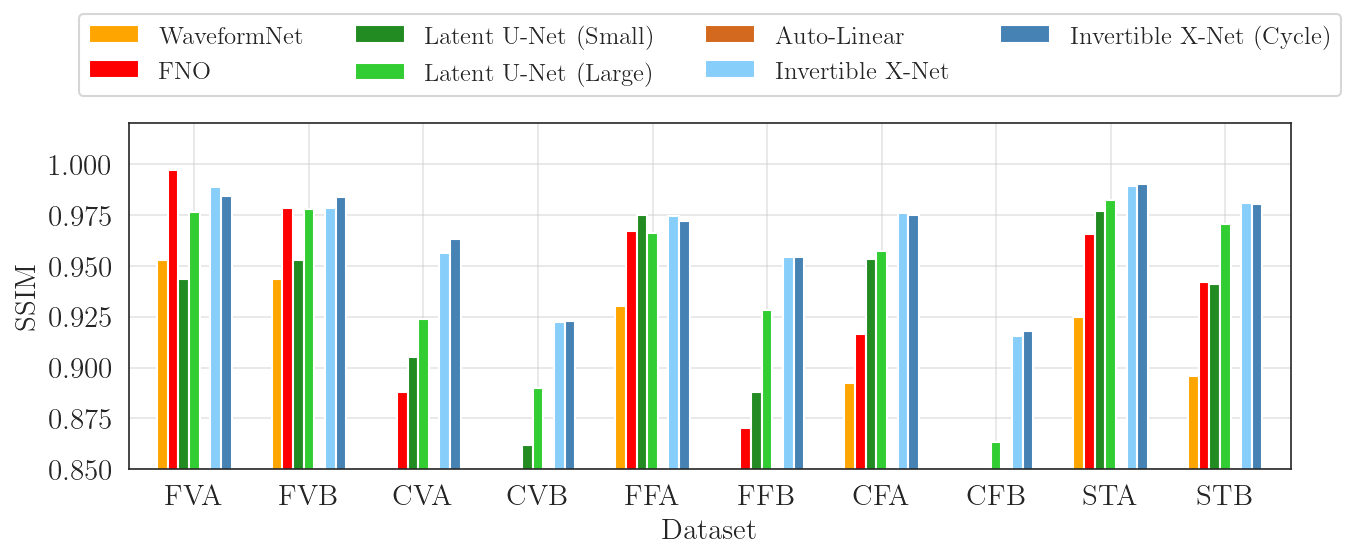 WaveformNet Latent U-Net (Small) Auto-Linear Invertible X-Net (Cycle)
FNO Latent U-Net (Large) Invertible X-Net
1.000
0.975
0.950
0.925
0.900
0.875
0.850
SSIM
FVA FVB CVA CVB FFA FFB CFA CFB STA STB
Dataset